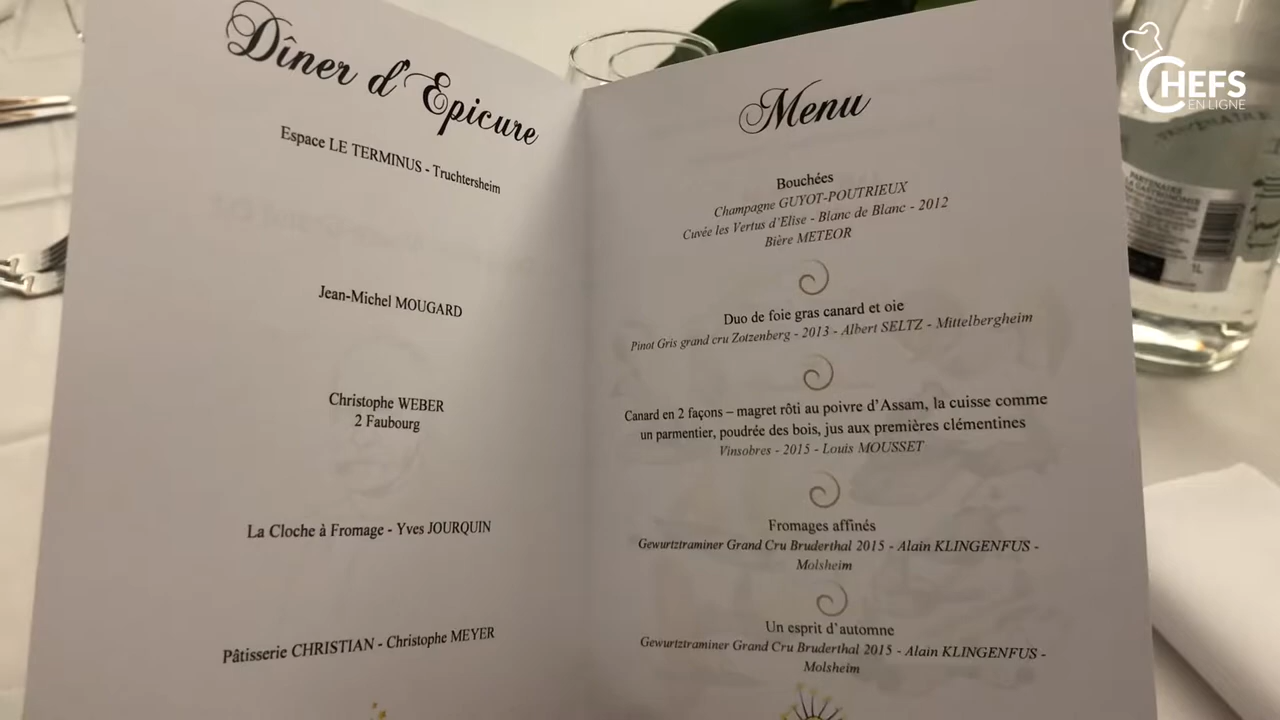 Dîner d'Epicure
Espace LE TERMINUS - Truchtersheim
Jean-Michel MOUGARD
Christophe WEBER
2 Faubourg
La Cloche à Fromage - Yves JOURQUIN
Pâtisserie CHRISTIAN - Christophe MEYER
Menu
Bouchées
Champagne GUYOT-POUTRIEUX
Cuvée les Vertus d'Elise - Blanc de Blanc - 2012
Bière METEOR
Duo de foie gras canard et oie
Pinot Gris grand cru Zotzenberg - 2013 - Albert SELTZ - Mittelbergheim
Canard en 2 façons – magret rôti au poivre d'Assam, la cuisse comme
un parmentier, poudrée des bois, jus aux premières clémentines
Vinsobres - 2015 - Louis MOUSSET
Fromages affinés
Gewurtztraminer Grand Cru Bruderthal 2015 - Alain KLINGENFUS -
Molsheim
Un esprit d'automne
Gewurtztraminer Grand Cru Bruderthal 2015 - Alain KLINGENFUS -
Molsheim
CHEFS
EN LIGNE
PARTENAIRE
1L